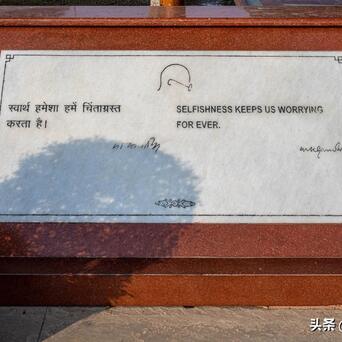 स्वार्थ हमेशा हमें चिंताग्रस्त
करता है।
SELFISHNESS KEEPS US WORRYING
FOR EVER.
头条